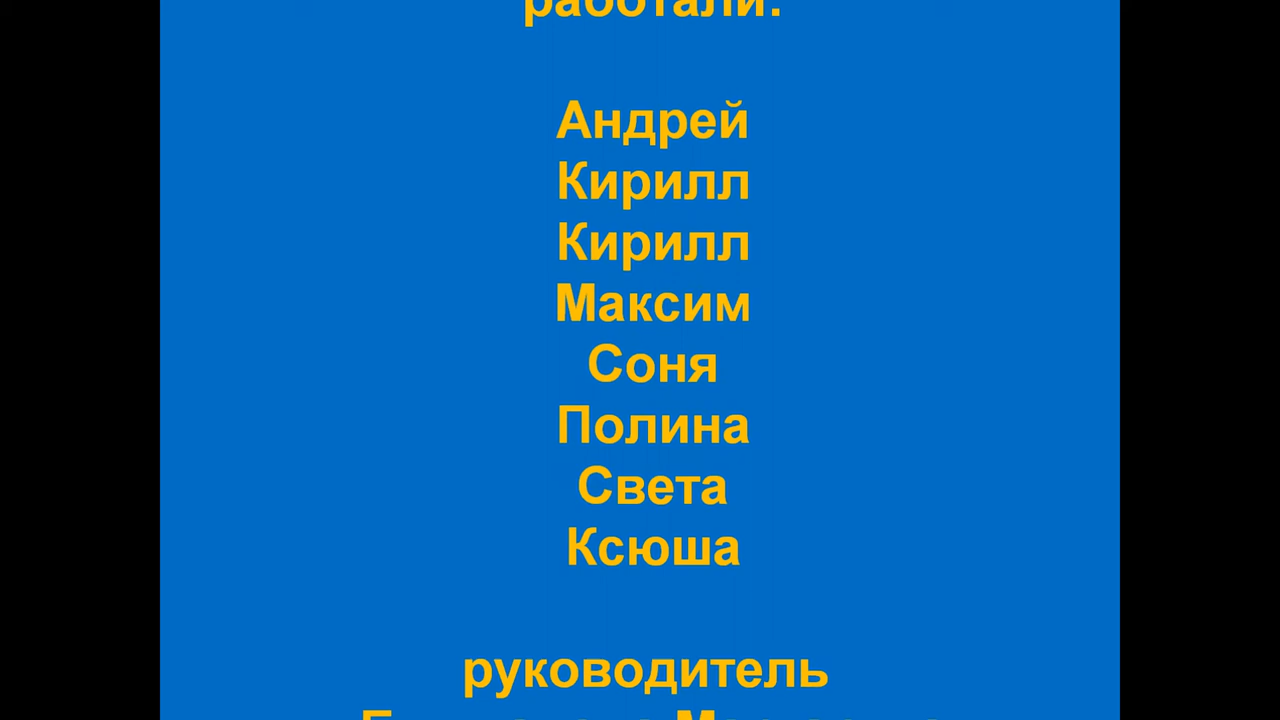 работали:
Андрей
Кирилл
Кирилл
Максим
Соня
Полина
Света
Ксюша
руководитель